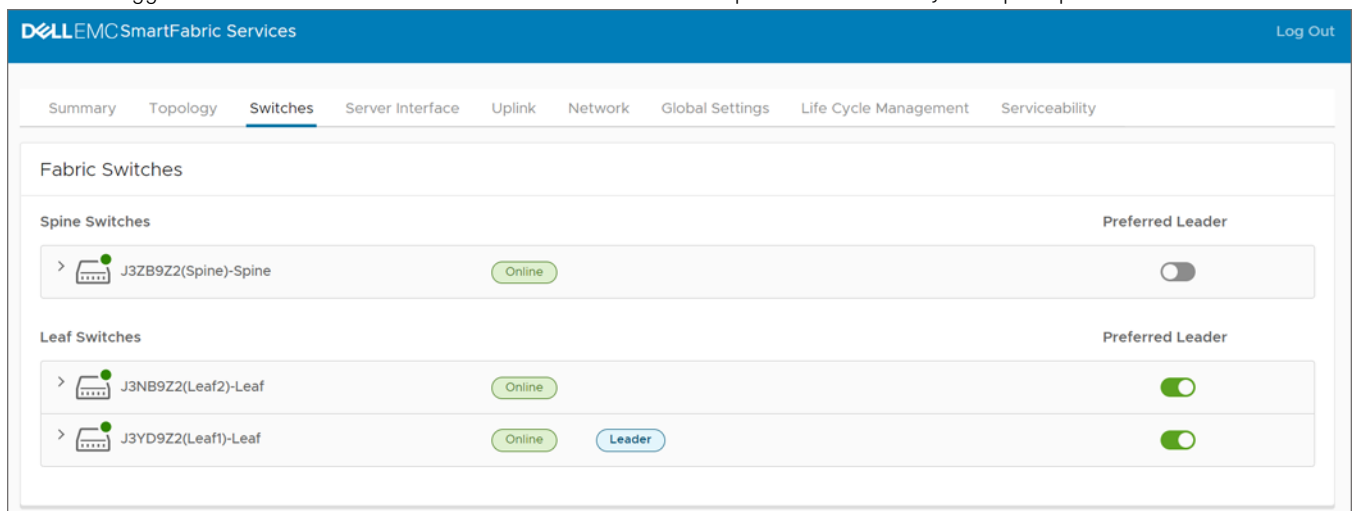 DELLEMC SmartFabric Services Log Out
Summary Topology Switches Server Interface Uplink Network Global Settings Life Cycle Management Serviceability
Fabric Switches
Spine Switches Preferred Leader
J3ZB9Z2(Spine)-Spine Online
Leaf Switches Preferred Leader
J3NB9Z2(Leaf2)-Leaf Online
J3YD9Z2(Leaf1)-Leaf Online Leader